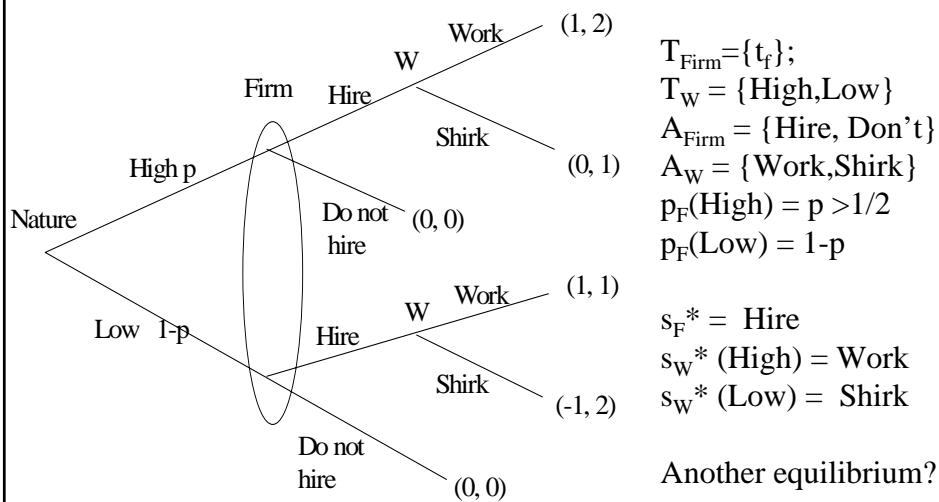 Work
(1, 2)
W
Firm
Hire
Shirk
(0, 1)
High p
Do not
hire
(0, 0)
Nature
Work
(1, 1)
W
Low 1-p
Hire
Shirk
(-1, 2)
Do not
hire
(0, 0)
T_Firm={t_f};
T_W = {High,Low}
A_Firm = {Hire, Don't}
A_W = {Work,Shirk}
p_F(High) = p >1/2
p_F(Low) = 1-p
s_F* = Hire
s_W* (High) = Work
s_W* (Low) = Shirk
Another equilibrium?